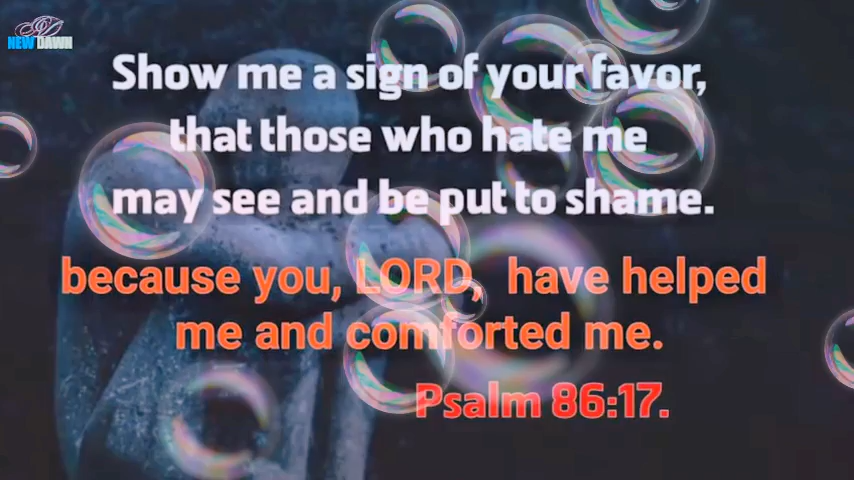 NEW DAWN
Show me a sign of your favor,
that those who hate me
may see and be put to shame.
because you, LORD, have helped
me and comforted me.
Psalm 86:17.